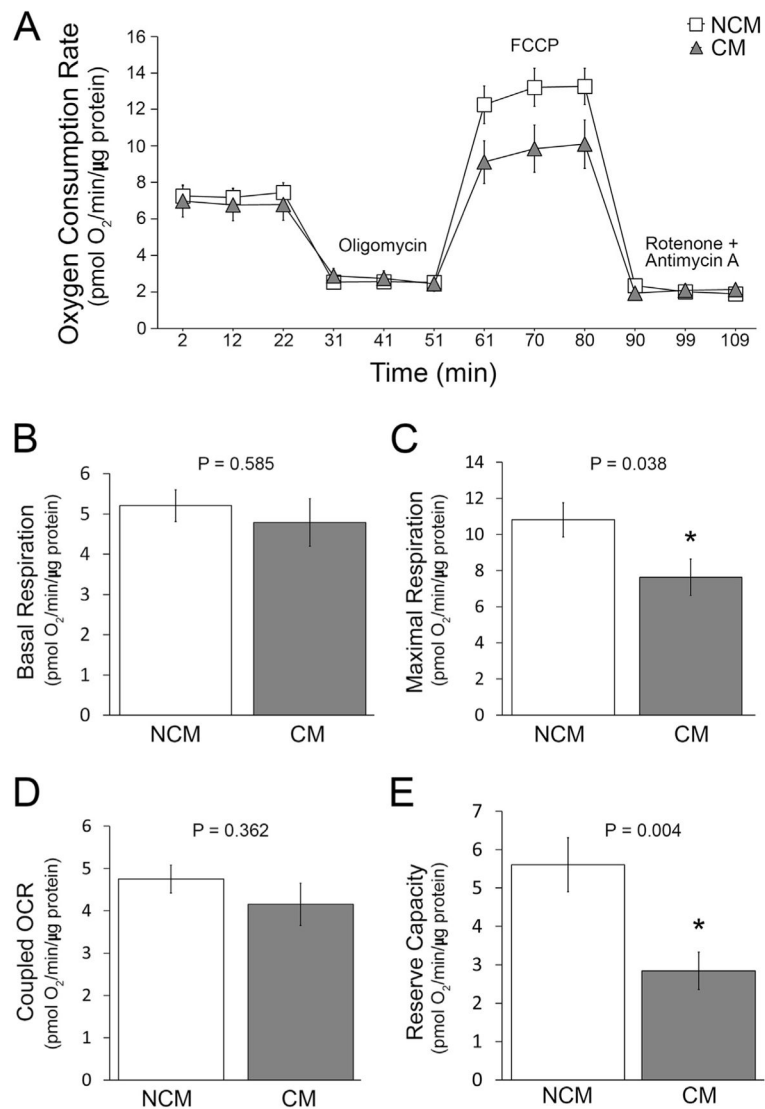 A
NCM
CM
Oxygen Consumption Rate
(pmol O₂/min/μg protein)
16
14
12
10
8
6
4
2
0
FCCP
Oligomycin
Rotenone +
Antimycin A
2 12 22 31 41 51 61 70 80 90 99 109
Time (min)
B
P = 0.585
Basal Respiration
(pmol O₂/min/μg protein)
6
5
4
3
2
1
0
NCM CM
C
P = 0.038
Maximal Respiration
(pmol O₂/min/μg protein)
14
12
10
8
6
4
2
0
*
NCM CM
D
P = 0.362
Coupled OCR
(pmol O₂/min/μg protein)
6
5
4
3
2
1
0
NCM CM
E
P = 0.004
Reserve Capacity
(pmol O₂/min/μg protein)
7
6
5
4
3
2
1
0
*
NCM CM